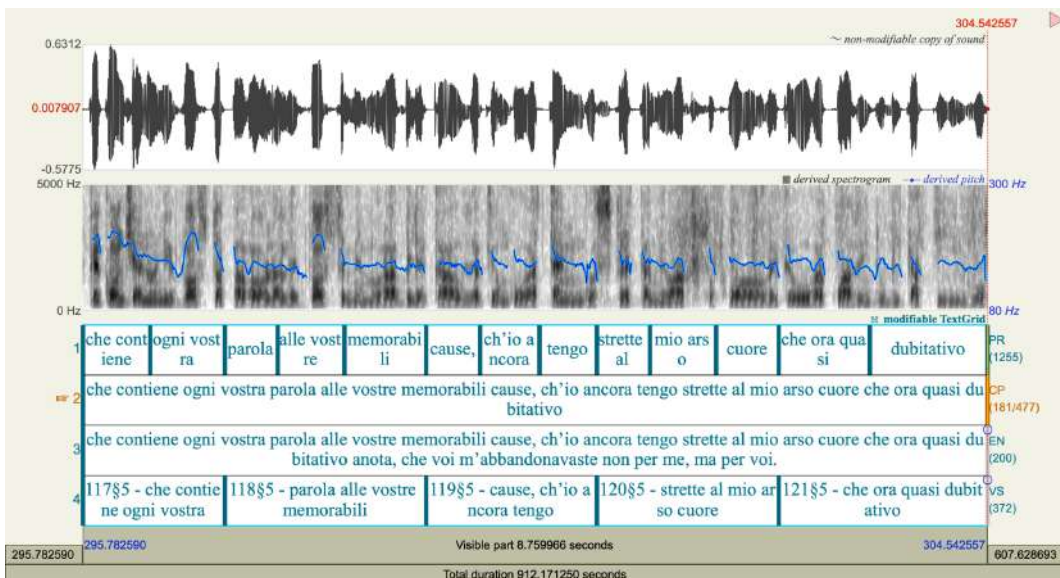 304.542557
0.6312
~ non-modifiable copy of sound
0.007907
-0.5775
5000 Hz
derived spectrogram
derived pitch
300 Hz
0 Hz
80 Hz
modifiable TextGrid
1
che cont
iene
ogni vost
ra
parola
alle vost
re
memorabi
li
cause,
ch'io a
ncora
tengo
strette
al
mio ars
o
cuore
che ora qua
si
dubitativo
PR
(1255)
2
che contiene ogni vostra parola alle vostre memorabili cause, ch'io ancora tengo strette al mio arso cuore che ora quasi du
bitativo
CP
(181/477)
3
che contiene ogni vostra parola alle vostre memorabili cause, ch'io ancora tengo strette al mio arso cuore che ora quasi du
bitativo anota, che voi m'abbandonavaste non per me, ma per voi.
EN
(200)
4
117§5 - che contie
ne ogni vostra
118§5 - parola alle vostre
memorabili
119§5 - cause, ch'io a
ncora tengo
120§5 - strette al mio ar
so cuore
121§5 - che ora quasi dubit
ativo
VS
(372)
295.782590
295.782590
Visible part 8.759966 seconds
304.542557
607.628693
Total duration 912.171250 seconds